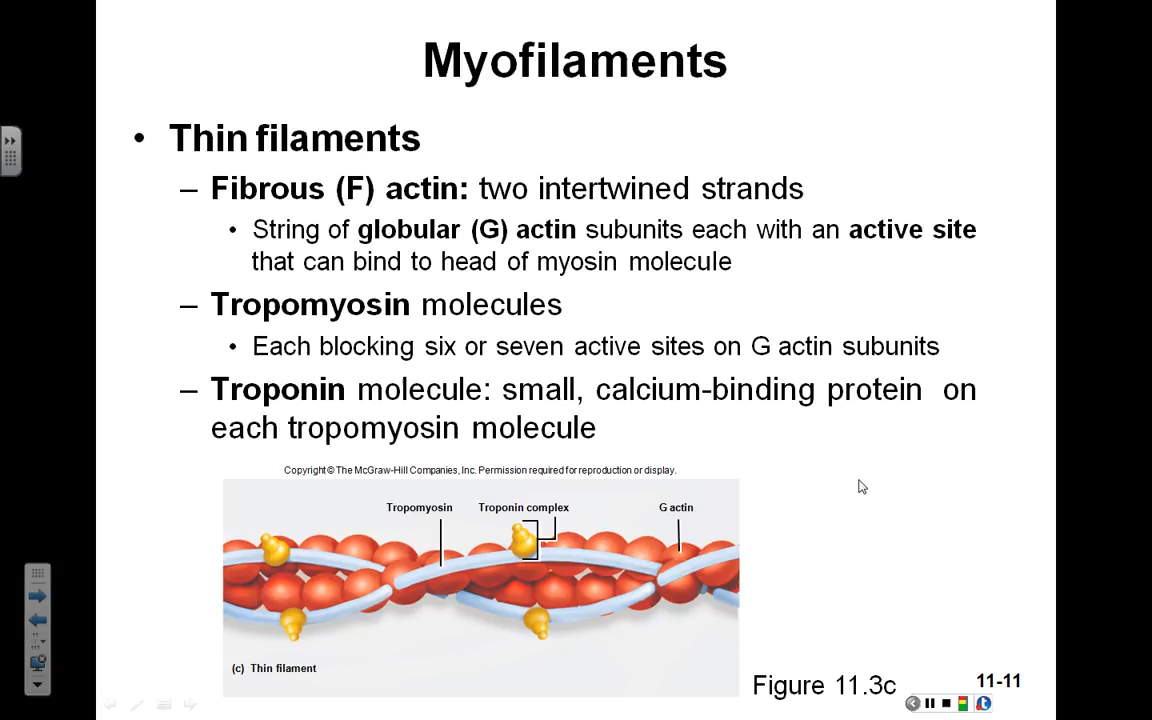 Myofilaments
• Thin filaments
– Fibrous (F) actin: two intertwined strands
• String of globular (G) actin subunits each with an active site
that can bind to head of myosin molecule
– Tropomyosin molecules
• Each blocking six or seven active sites on G actin subunits
– Troponin molecule: small, calcium-binding protein on
each tropomyosin molecule
Copyright © The McGraw-Hill Companies, Inc. Permission required for reproduction or display.
Tropomyosin Troponin complex G actin
(c) Thin filament
Figure 11.3c
11-11